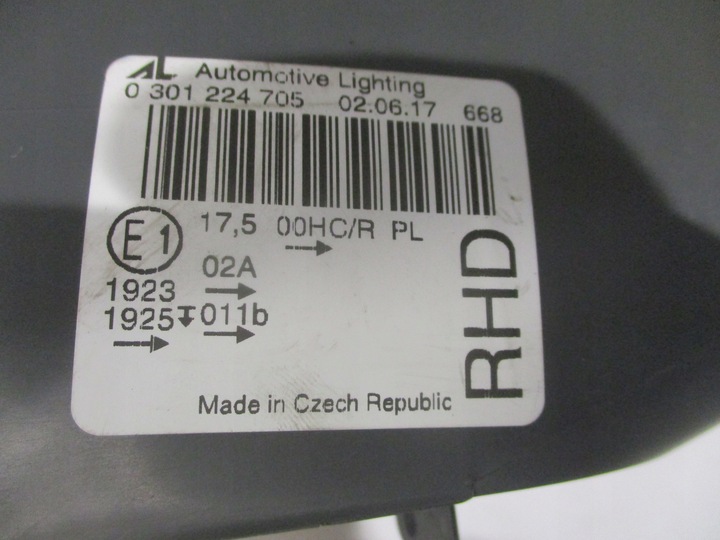 AL Automotive Lighting
0 301 224 705 02.06.17 668
E1 17,5 00HC/R PL
→
02A
1923 →
1925 011b
→ →
RHD
Made in Czech Republic